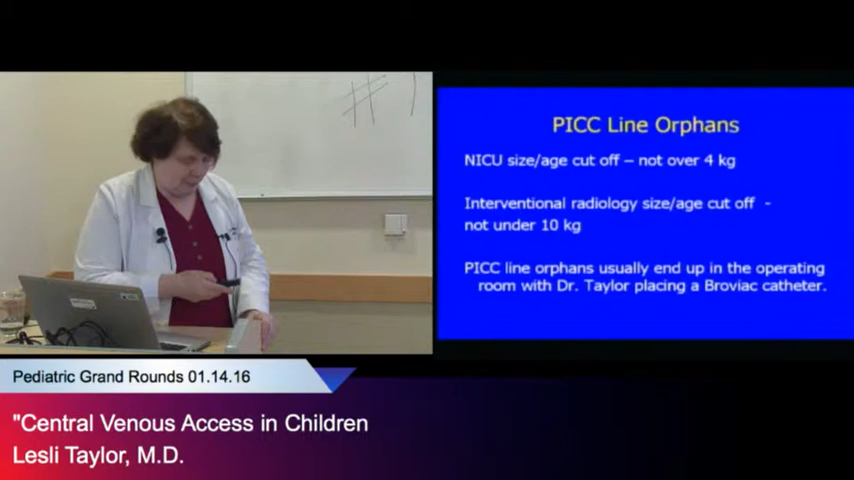 PICC Line Orphans
NICU size/age cut off – not over 4 kg
Interventional radiology size/age cut off -
not under 10 kg
PICC line orphans usually end up in the operating
room with Dr. Taylor placing a Broviac catheter.
Pediatric Grand Rounds 01.14.16
"Central Venous Access in Children
Lesli Taylor, M.D.